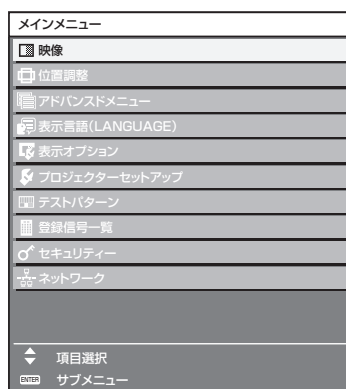 メインメニュー
映像
位置調整
アドバンスドメニュー
表示言語(LANGUAGE)
表示オプション
プロジェクターセットアップ
テストパターン
登録信号一覧
セキュリティー
ネットワーク
項目選択
ENTER サブメニュー